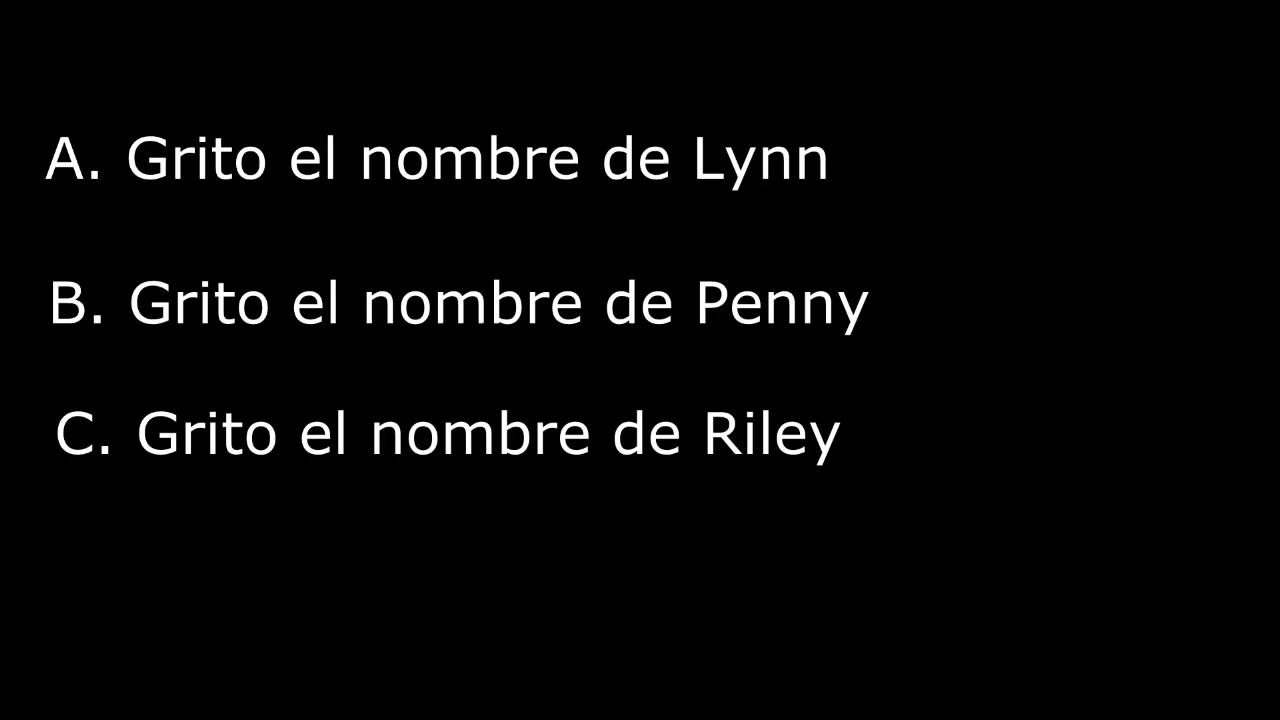 A. Grito el nombre de Lynn
B. Grito el nombre de Penny
C. Grito el nombre de Riley